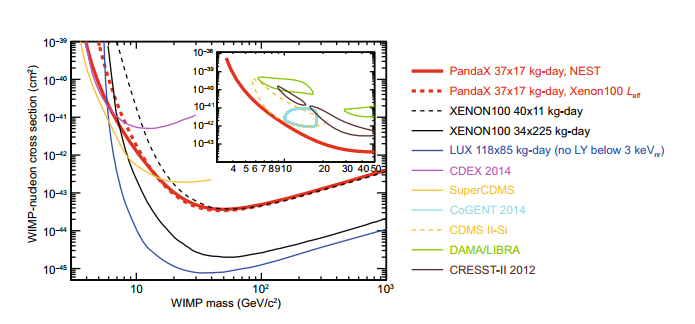 10⁻³⁹
10⁻⁴⁰
10⁻⁴¹
10⁻⁴²
10⁻⁴³
10⁻⁴⁴
10⁻⁴⁵
WIMP-nudeon cross section (cm²)
10
10²
10³
WIMP mass (GeV/c²)
10⁻³⁸
10⁻³⁹
10⁻⁴⁰
10⁻⁴¹
10⁻⁴²
10⁻⁴³
4 5 6 7 8 9 10 20 30 40 50
PandaX 37x17 kg-day, NEST
PandaX 37x17 kg-day, Xenon100 Leff
XENON100 40x11 kg-day
XENON100 34x225 kg-day
LUX 118x85 kg-day (no LY below 3 keVnr)
CDEX 2014
SuperCDMS
CoGENT 2014
CDMS II-Si
DAMA/LIBRA
CRESST-II 2012